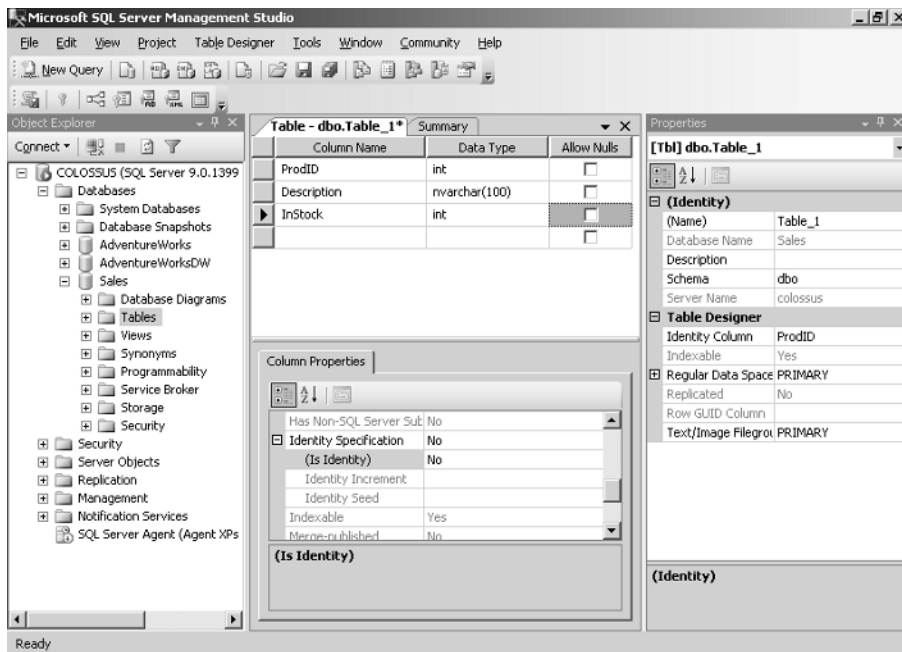 Microsoft SQL Server Management Studio
File Edit View Project Table Designer Tools Window Community Help
New Query
Object Explorer
Connect
COLOSSUS (SQL Server 9.0.1399
Databases
System Databases
Database Snapshots
AdventureWorks
AdventureWorksDW
Sales
Database Diagrams
Tables
Views
Synonyms
Programmability
Service Broker
Storage
Security
Security
Server Objects
Replication
Management
Notification Services
SQL Server Agent (Agent XPs
Table - dbo.Table_1* Summary
Column Name Data Type Allow Nulls
ProdID int
Description nvarchar(100)
InStock int
Column Properties
Has Non-SQL Server Sub No
Identity Specification No
(Is Identity) No
Identity Increment
Identity Seed
Indexable Yes
Merge-published No
(Is Identity)
Properties
[Tbl] dbo.Table_1
(Identity)
(Name) Table_1
Database Name Sales
Description
Schema dbo
Server Name colossus
Table Designer
Identity Column ProdID
Indexable Yes
Regular Data Space PRIMARY
Replicated No
Row GUID Column
Text/Image Filegrou PRIMARY
(Identity)
Ready